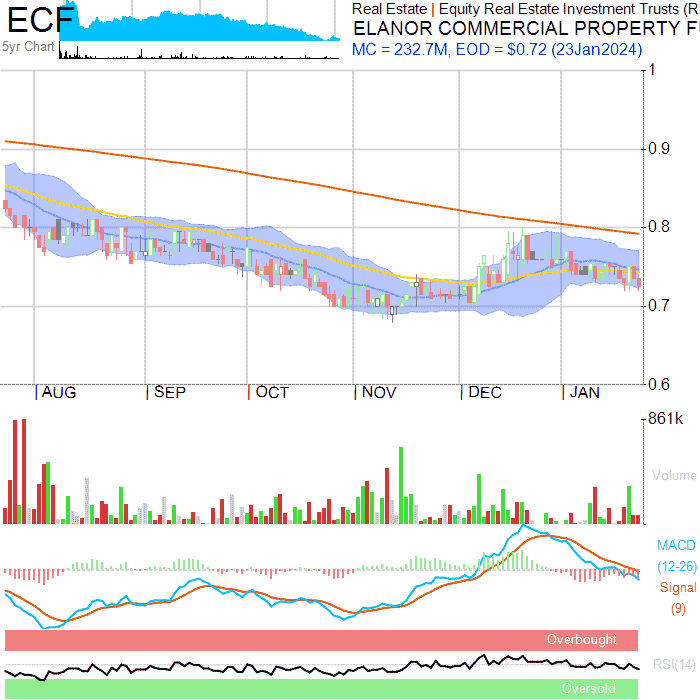 ECF
5yr Chart
Real Estate | Equity Real Estate Investment Trusts (R
ELANOR COMMERCIAL PROPERTY F
MC = 232.7M, EOD = $0.72 (23Jan2024)
1
0.9
0.8
0.7
0.6
AUG SEP OCT NOV DEC JAN
861k
Volume
MACD
(12-26)
Signal
(9)
Overbought
RSI(14)
Oversold